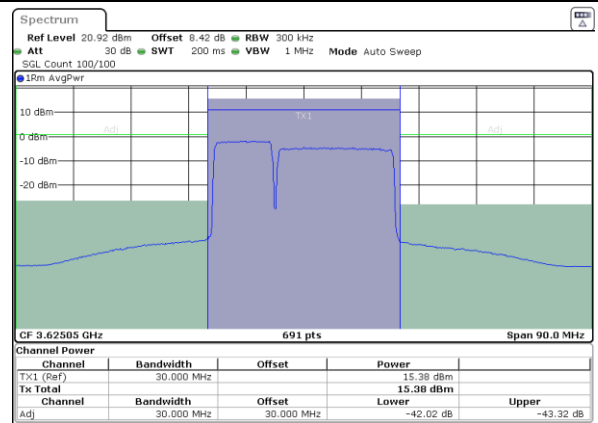 Spectrum
Ref Level 20.92 dBm Offset 8.42 dB RBW 300 kHz
Att 30 dB SWT 200 ms VBW 1 MHz Mode Auto Sweep
SGL Count 100/100
1Rm AvgPwr
10 dBm
TX1
Adj Adj
0 dBm
-10 dBm
-20 dBm
CF 3.62505 GHz 691 pts Span 90.0 MHz
Channel Power
Channel Bandwidth Offset Power
TX1 (Ref) 30.000 MHz 15.38 dBm
Tx Total 15.38 dBm
Channel Bandwidth Offset Lower Upper
Adj 30.000 MHz 30.000 MHz -42.02 dB -43.32 dB